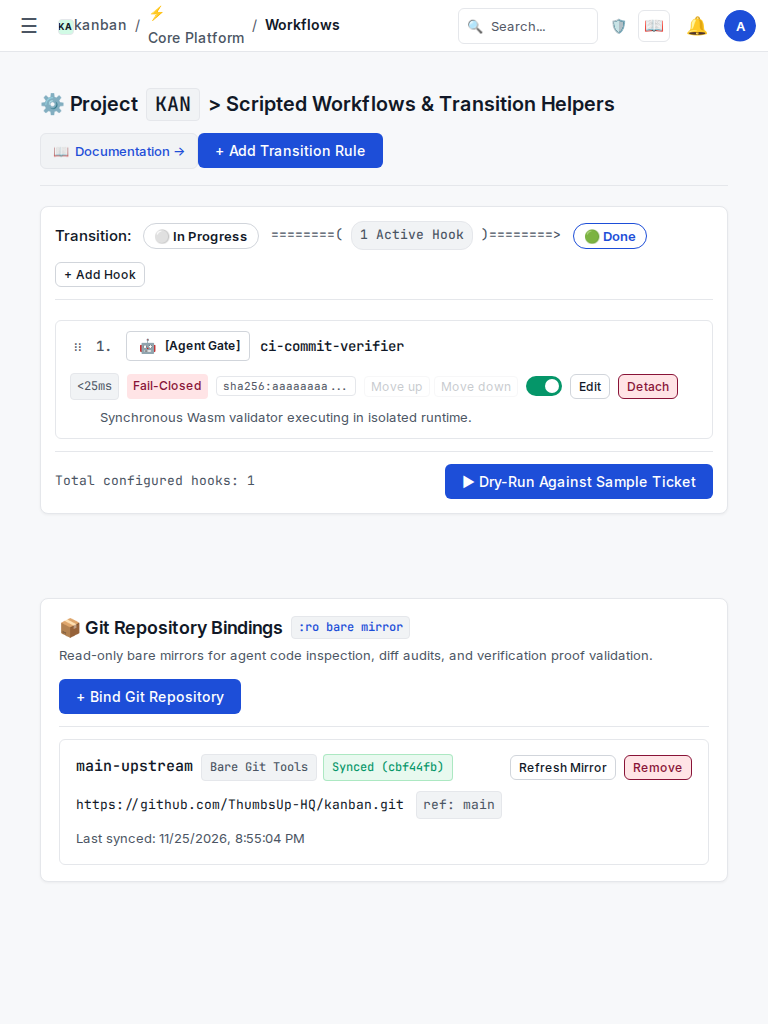 ☰ KA kanban / ⚡ Core Platform / Workflows 🔍 Search... 🛡️ 📖 🔔 A
⚙️ Project KAN > Scripted Workflows & Transition Helpers
📖 Documentation → + Add Transition Rule
Transition: ⚪ In Progress ========( 1 Active Hook )========> 🟢 Done
+ Add Hook
⠿ 1. 🤖 [Agent Gate] ci-commit-verifier
<25ms Fail-Closed sha256:aaaaaaaa... Move up Move down Edit Detach
Synchronous Wasm validator executing in isolated runtime.
Total configured hooks: 1 ▶ Dry-Run Against Sample Ticket
📦 Git Repository Bindings :ro bare mirror
Read-only bare mirrors for agent code inspection, diff audits, and verification proof validation.
+ Bind Git Repository
main-upstream Bare Git Tools Synced (cbf44fb) Refresh Mirror Remove
https://github.com/ThumbsUp-HQ/kanban.git ref: main
Last synced: 11/25/2026, 8:55:04 PM